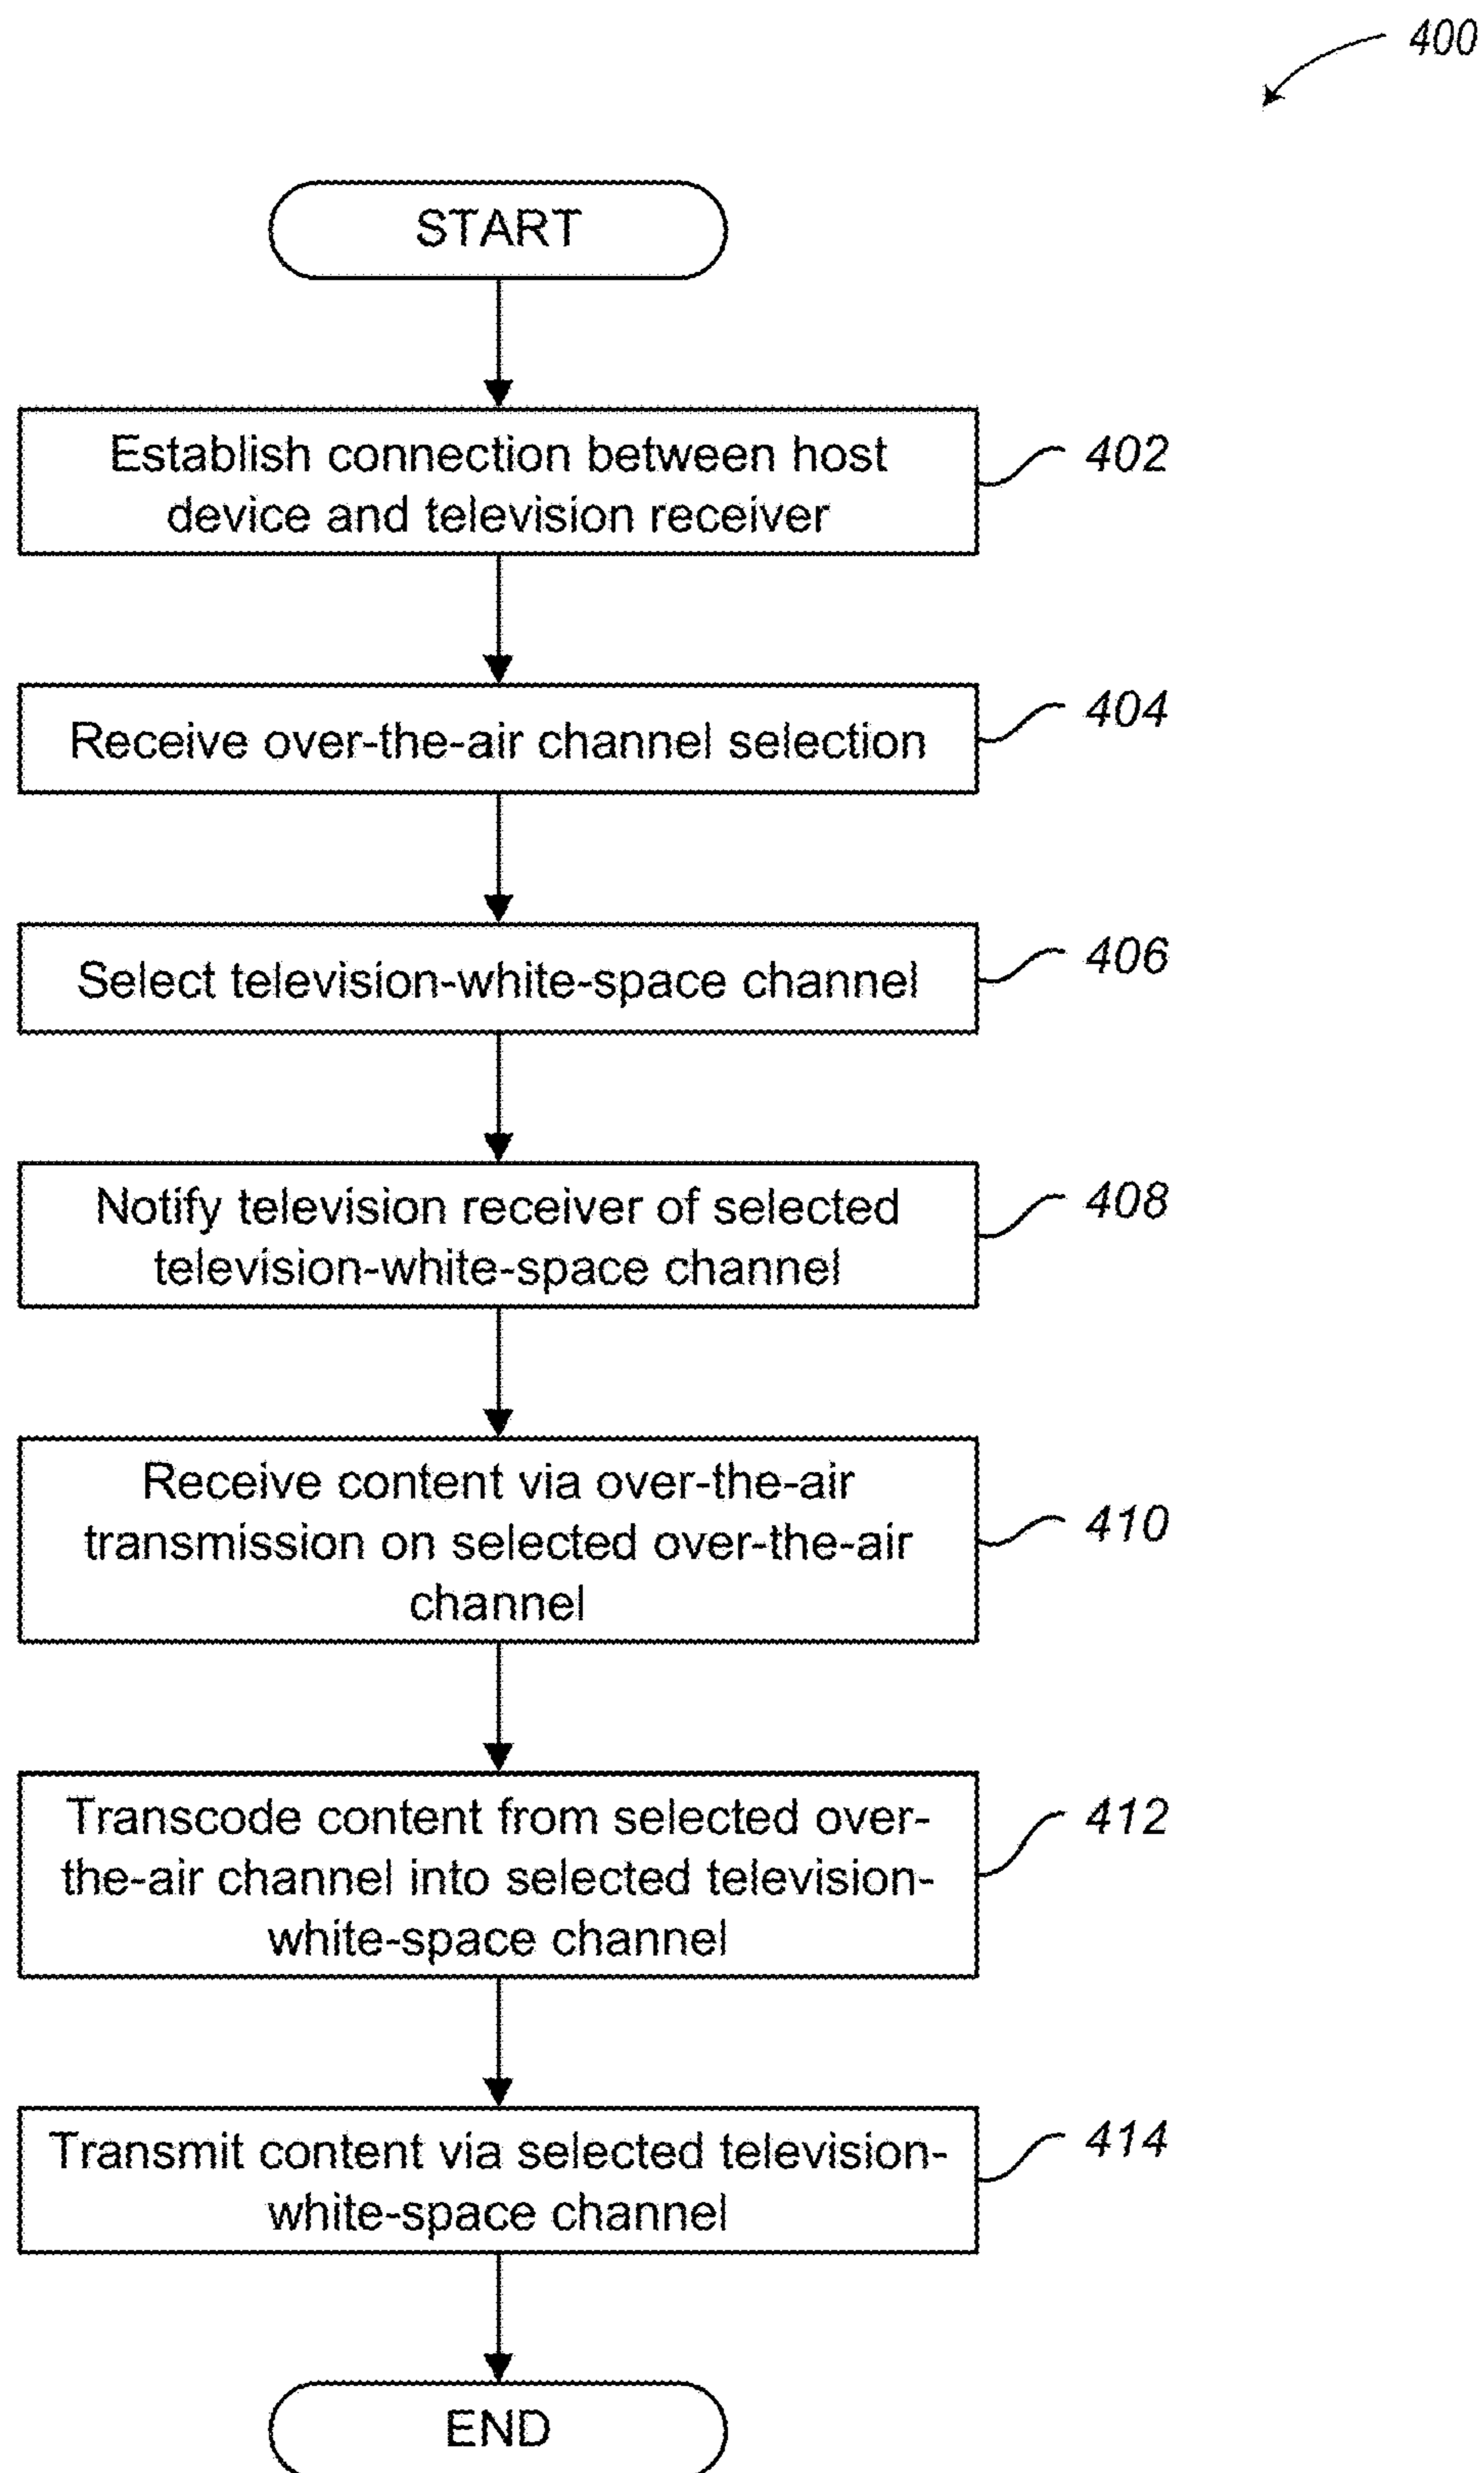 400
START
Establish connection between host
device and television receiver
402
Receive over-the-air channel selection
404
Select television-white-space channel
406
Notify television receiver of selected
television-white-space channel
408
Receive content via over-the-air
transmission on selected over-the-air
channel
410
Transcode content from selected over-
the-air channel into selected television-
white-space channel
412
Transmit content via selected television-
white-space channel
414
END